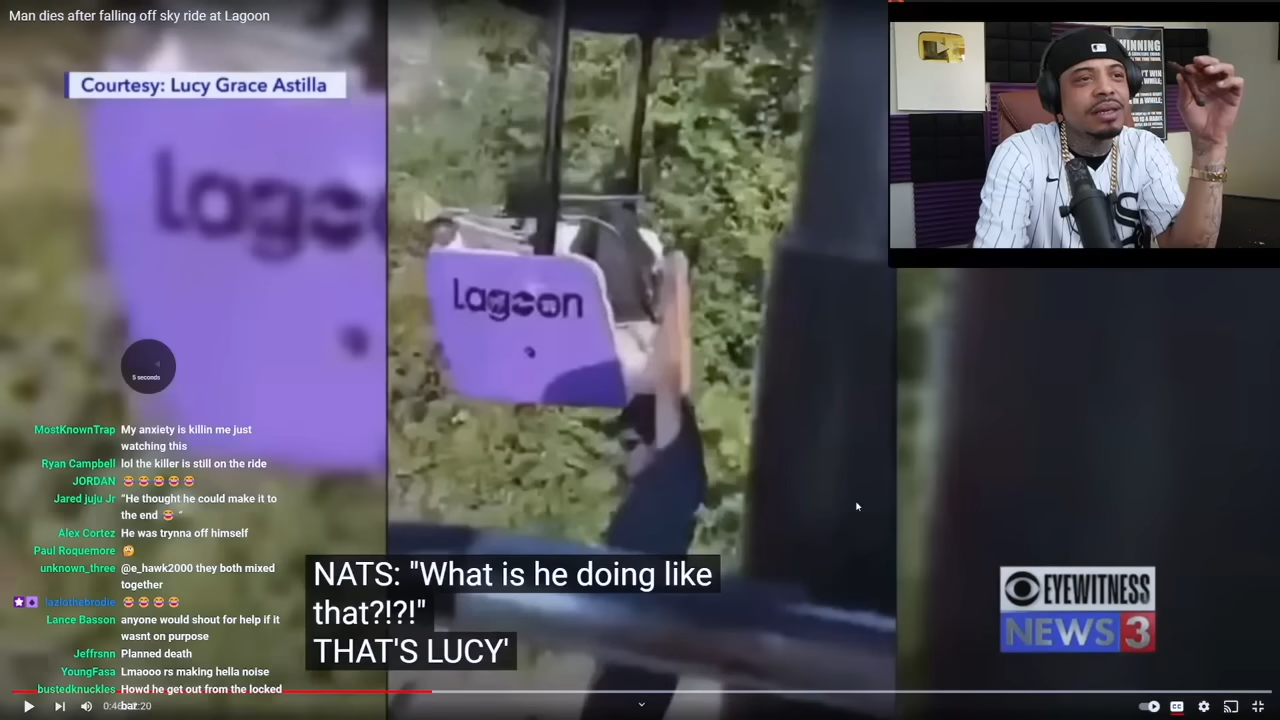 Man dies after falling off sky ride at Lagoon
Courtesy: Lucy Grace Astilla
lagoon
WINNING
5 seconds
MostKnownTrap My anxiety is killin me just
watching this
Ryan Campbell lol the killer is still on the ride
JORDAN 😂 😂 😂 😂 😂
Jared juju Jr "He thought he could make it to
the end 😂 "
Alex Cortez He was trynna off himself
Paul Roquemore 🤔
unknown_three @e_hawk2000 they both mixed
together
lazlothebrodie 😂 😂 😂 😂
Lance Basson anyone would shout for help if it
wasnt on purpose
Jeffrsnn Planned death
YoungFasa Lmaooo rs making hella noise
bustedknuckles Howd he get out from the locked
bar
NATS: "What is he doing like
that?!?!"
THAT'S LUCY'
EYEWITNESS
NEWS 3
CC